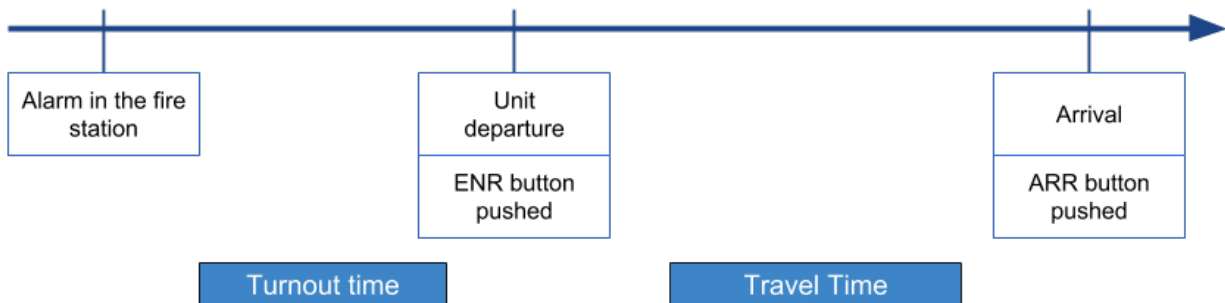 Alarm in the fire
station
Unit
departure
ENR button
pushed
Arrival
ARR button
pushed
Turnout time
Travel Time